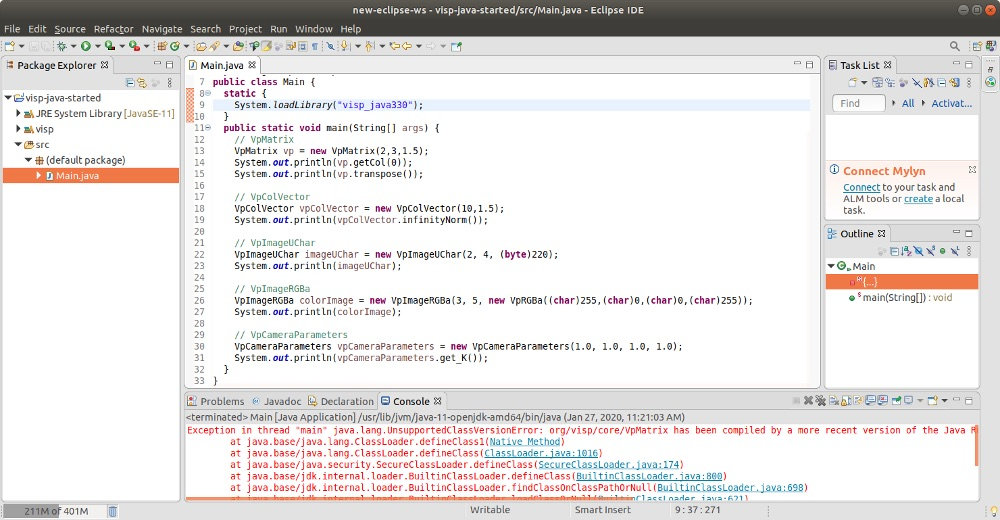 new-eclipse-ws - visp-java-started/src/Main.java - Eclipse IDE
File Edit Source Refactor Navigate Search Project Run Window Help
Package Explorer
visp-java-started
JRE System Library [JavaSE-11]
visp
src
(default package)
Main.java
Main.java
7 public class Main {
8 static {
9 System.loadLibrary("visp_java330");
10 }
11 public static void main(String[] args) {
12 // VpMatrix
13 VpMatrix vp = new VpMatrix(2,3,1.5);
14 System.out.println(vp.getCol(0));
15 System.out.println(vp.transpose());
16
17 // VpColVector
18 VpColVector vpColVector = new VpColVector(10,1.5);
19 System.out.println(vpColVector.infinityNorm());
20
21 // VpImageUChar
22 VpImageUChar imageUChar = new VpImageUChar(2, 4, (byte)220);
23 System.out.println(imageUChar);
24
25 // VpImageRGBa
26 VpImageRGBa colorImage = new VpImageRGBa(3, 5, new VpRGBa((char)255,(char)0,(char)0,(char)255));
27 System.out.println(colorImage);
28
29 // VpCameraParameters
30 VpCameraParameters vpCameraParameters = new VpCameraParameters(1.0, 1.0, 1.0, 1.0);
31 System.out.println(vpCameraParameters.get_K());
32 }
33 }
Task List
Find All Activat...
Connect Mylyn
Connect to your task and
ALM tools or create a local
task.
Outline
Main
{...}
main(String[]) : void
Problems Javadoc Declaration Console
<terminated> Main [Java Application] /usr/lib/jvm/java-11-openjdk-amd64/bin/java (Jan 27, 2020, 11:21:03 AM)
Exception in thread "main" java.lang.UnsupportedClassVersionError: org/visp/core/VpMatrix has been compiled by a more recent version of the Java R
at java.base/java.lang.ClassLoader.defineClass1(Native Method)
at java.base/java.lang.ClassLoader.defineClass(ClassLoader.java:1016)
at java.base/java.security.SecureClassLoader.defineClass(SecureClassLoader.java:174)
at java.base/jdk.internal.loader.BuiltinClassLoader.defineClass(BuiltinClassLoader.java:800)
at java.base/jdk.internal.loader.BuiltinClassLoader.findClassOnClassPathOrNull(BuiltinClassLoader.java:698)
at java.base/jdk.internal.loader.BuiltinClassLoader.loadClassOrNull(BuiltinClassLoader.java:621)
211M of 401M Writable Smart Insert 9 : 37 : 271